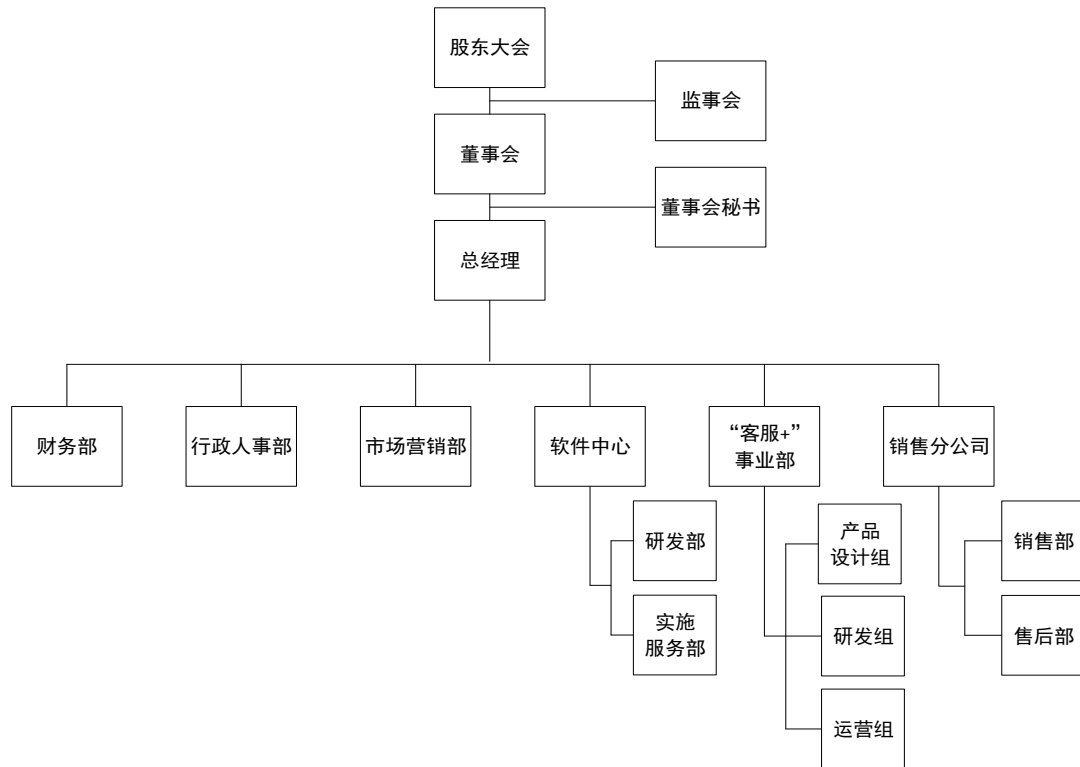 股东大会
监事会
董事会
董事会秘书
总经理
财务部
行政人事部
市场营销部
软件中心
“客服+”
事业部
销售分公司
研发部
实施
服务部
产品
设计组
研发组
运营组
销售部
售后部